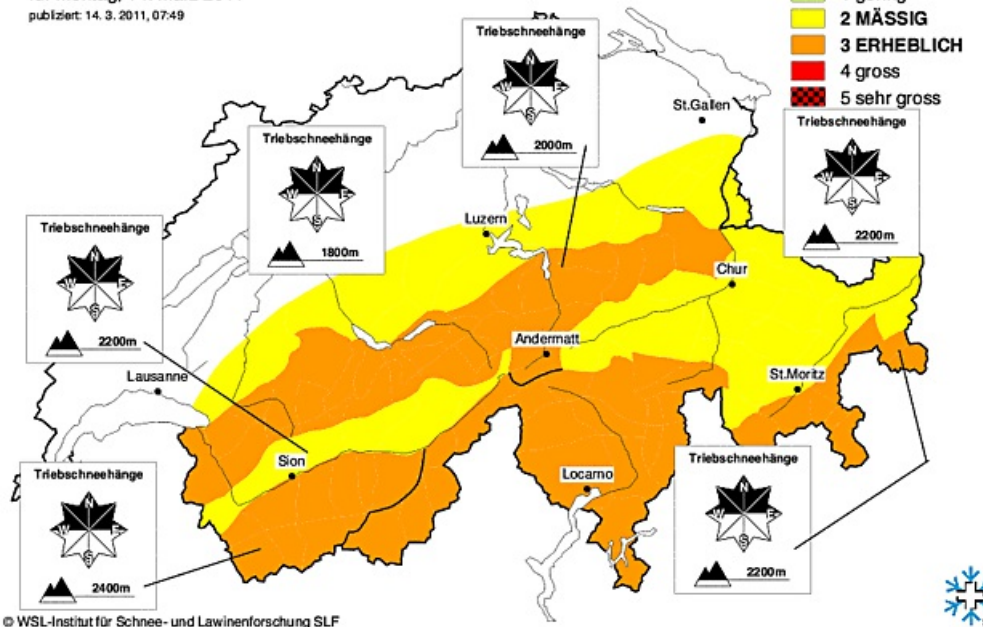 publiziert: 14. 3. 2011, 07:49
2 MÄSSIG
3 ERHEBLICH
4 gross
5 sehr gross
Triebschneehänge
N
W E
S
2000m
St.Gallen
Triebschneehänge
N
W E
S
2200m
Triebschneehänge
N
W E
S
1800m
Luzern
Triebschneehänge
N
W E
S
2200m
Chur
Andermatt
Lausanne
St.Moritz
Sion
Locarno
Triebschneehänge
N
W E
S
2400m
Triebschneehänge
N
W E
S
2200m
© WSL-Institut für Schnee- und Lawinenforschung SLF